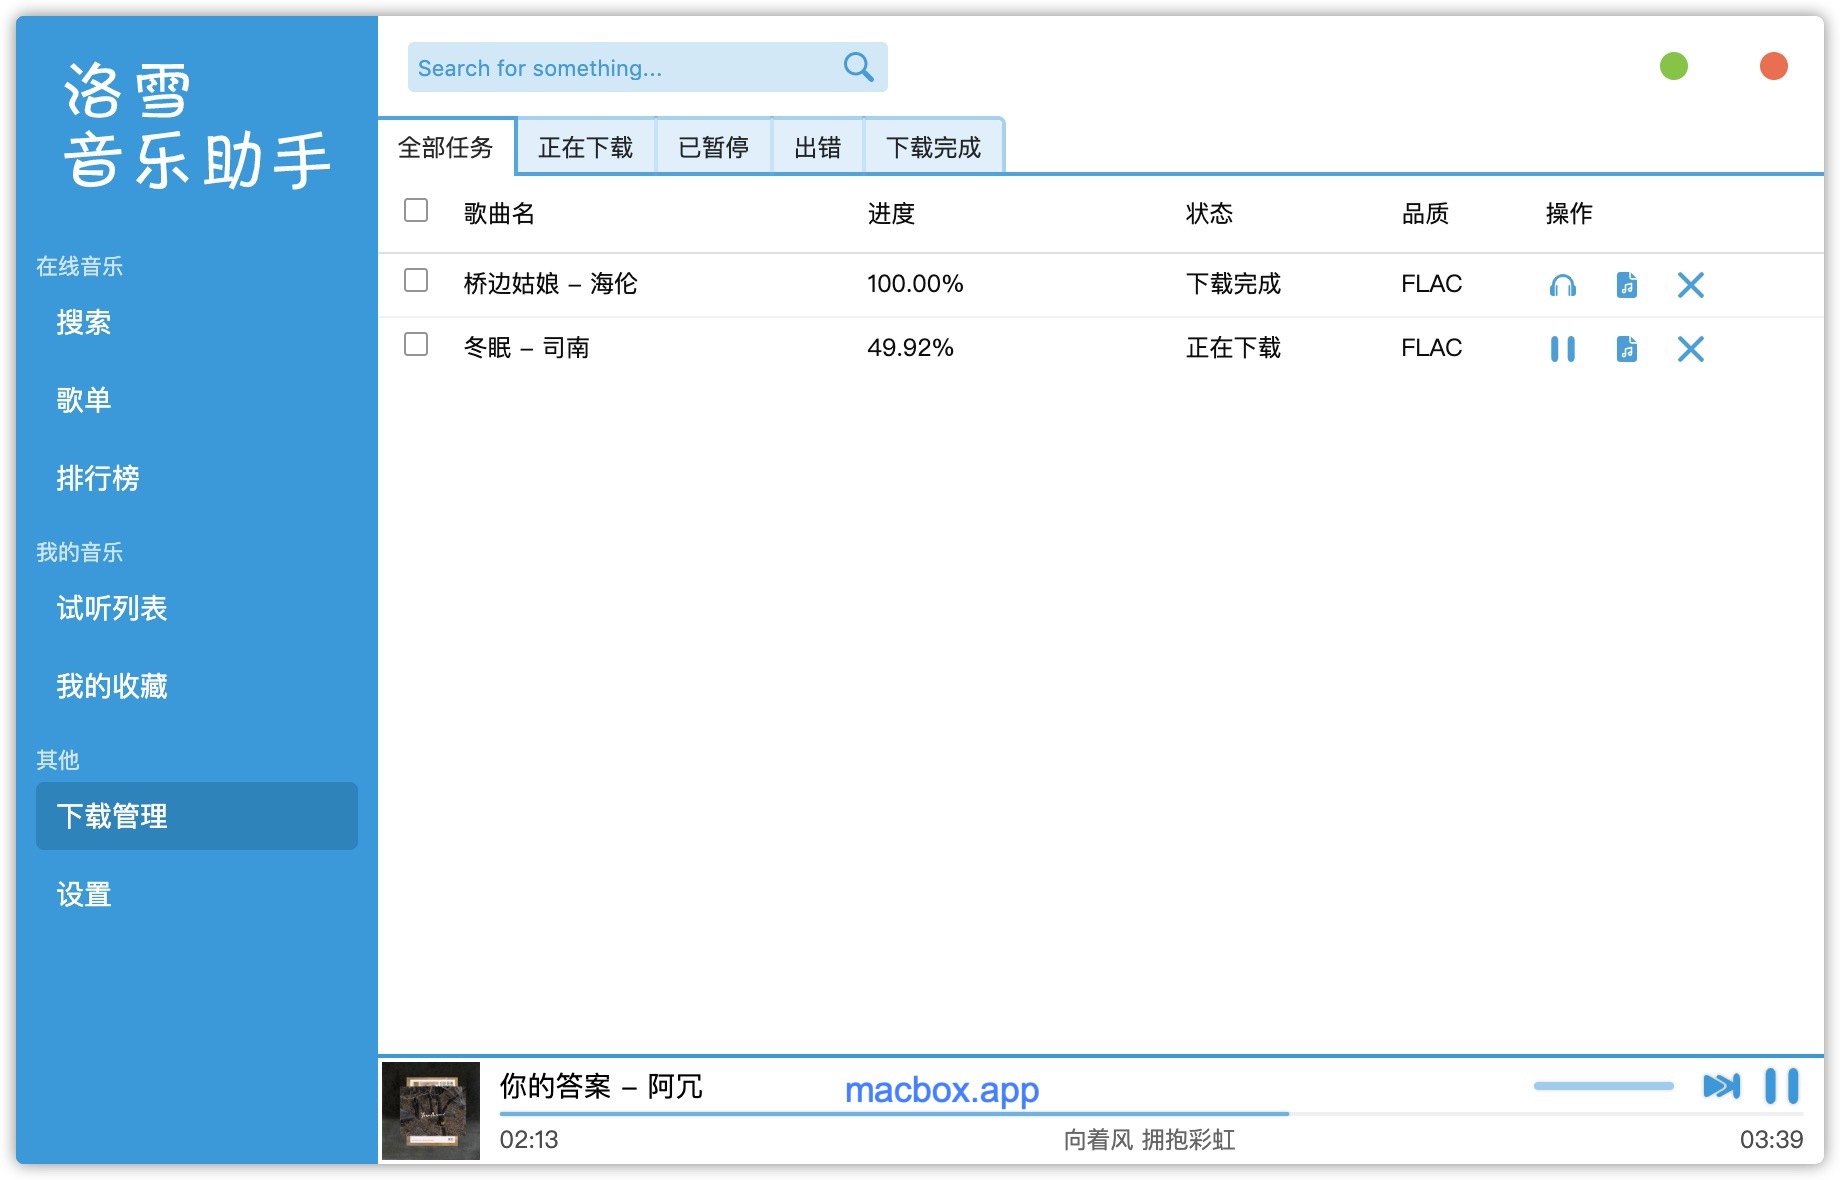 洛雪
音乐助手
在线音乐
搜索
歌单
排行榜
我的音乐
试听列表
我的收藏
其他
下载管理
设置
Search for something...
全部任务 正在下载 已暂停 出错 下载完成
歌曲名 进度 状态 品质 操作
桥边姑娘 – 海伦 100.00% 下载完成 FLAC
冬眠 – 司南 49.92% 正在下载 FLAC
你的答案 – 阿冗
macbox.app
02:13 向着风 拥抱彩虹 03:39